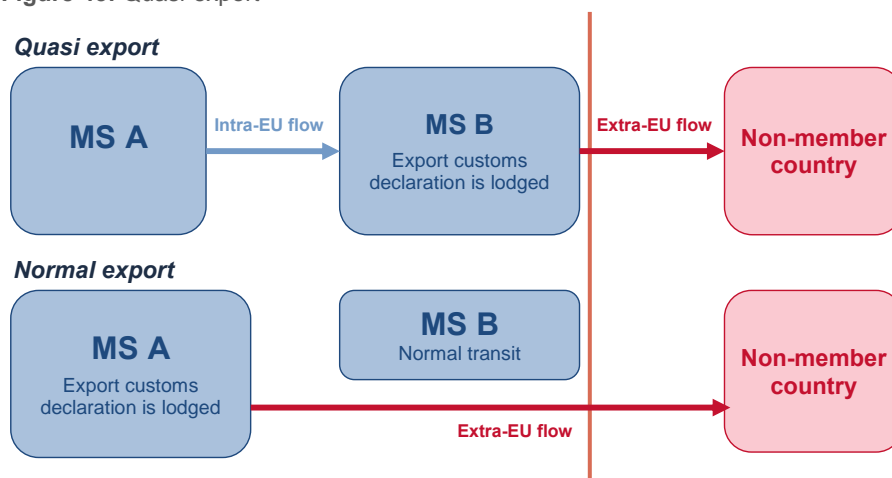 Quasi export
MS A
Intra-EU flow
MS B
Export customs
declaration is lodged
Extra-EU flow
Non-member
country
Normal export
MS A
Export customs
declaration is lodged
MS B
Normal transit
Extra-EU flow
Non-member
country